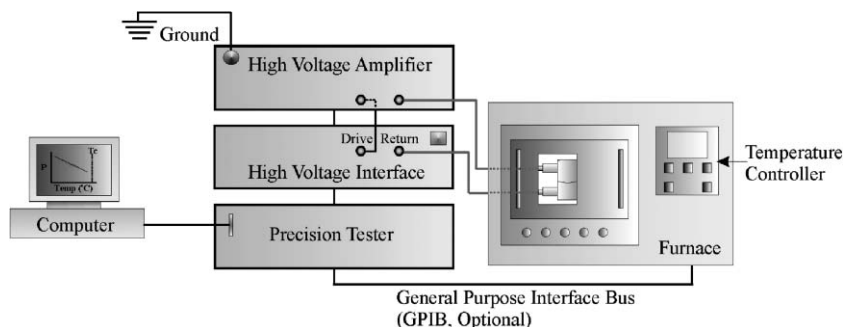 Ground
High Voltage Amplifier
Drive Return
High Voltage Interface
Precision Tester
Tc
P
Temp (°C)
Computer
Temperature
Controller
Furnace
General Purpose Interface Bus
(GPIB, Optional)